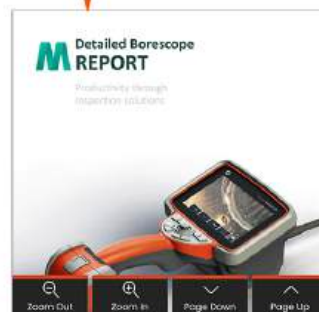 M
Detailed Borescope
REPORT
Productivity through
inspection solutions
Zoom Out
Zoom In
Page Down
Page Up